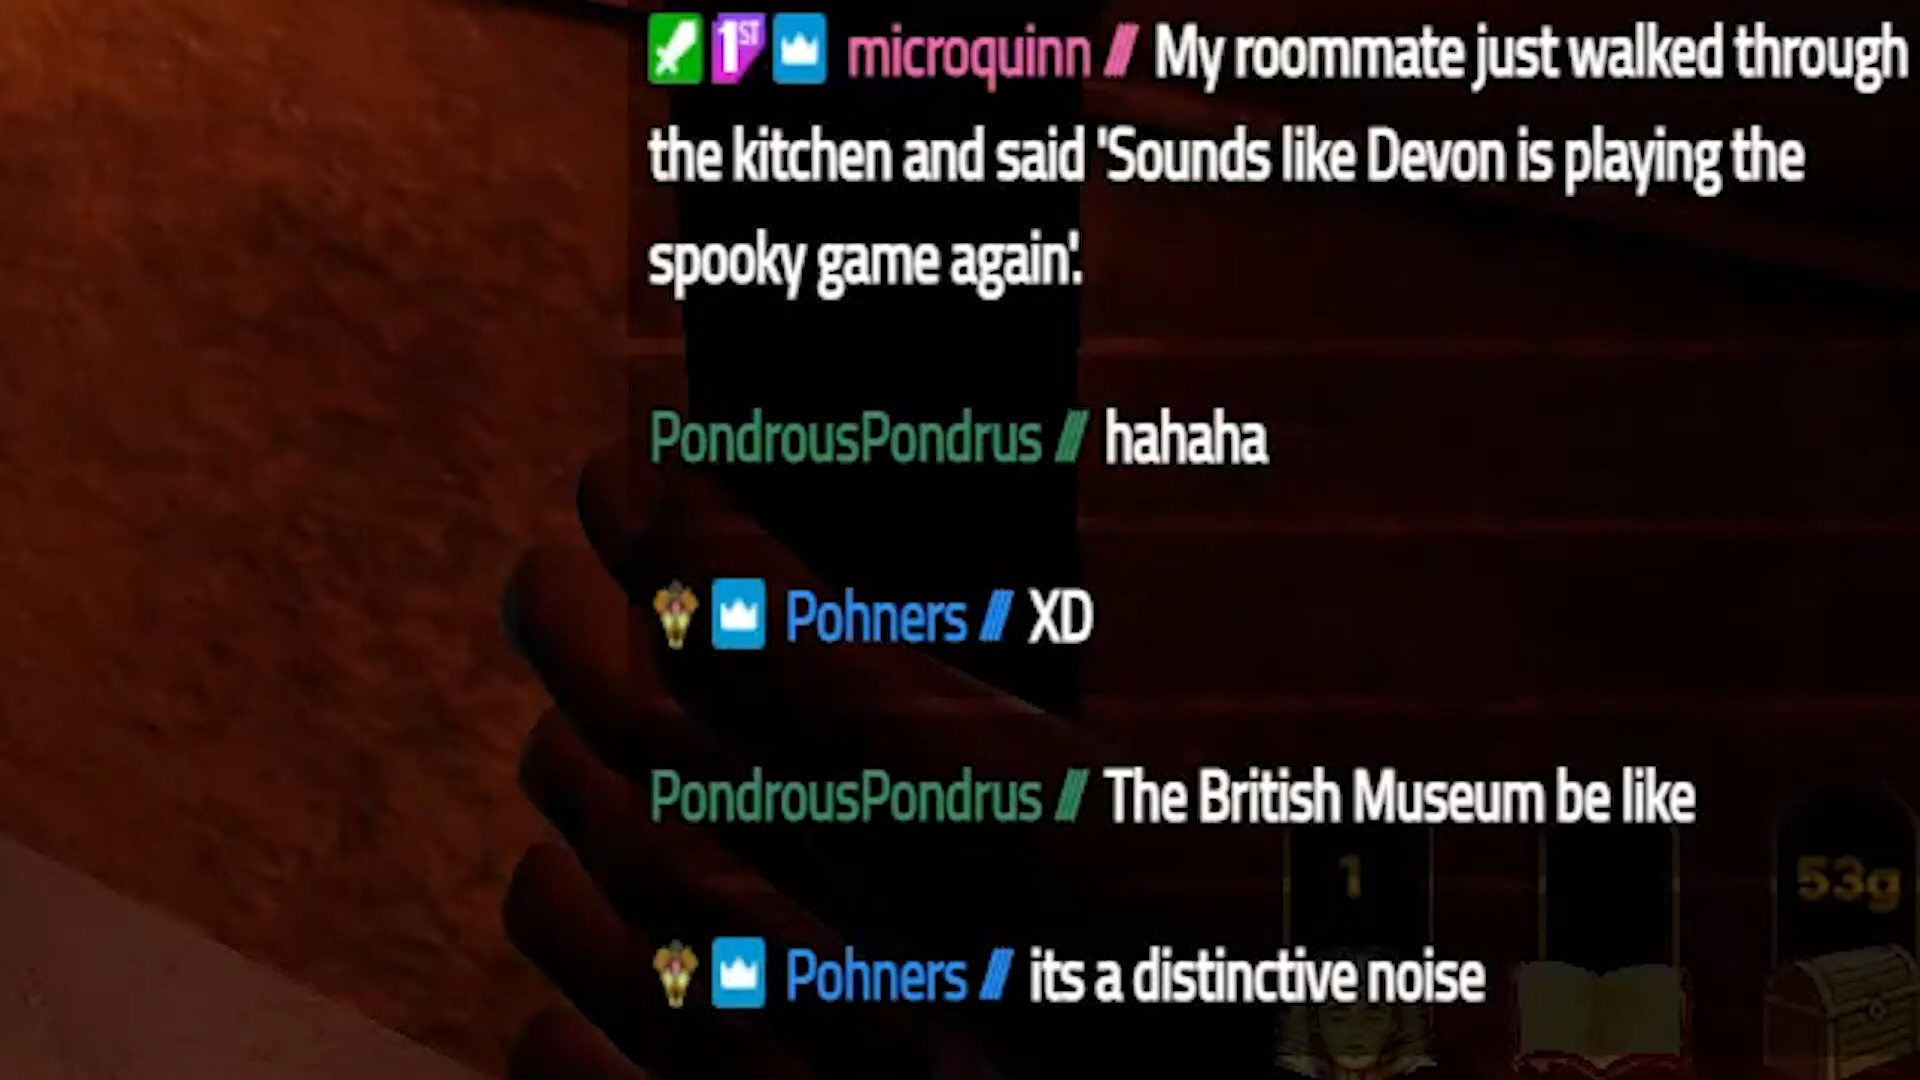 1ST microquinn /// My roommate just walked through
the kitchen and said 'Sounds like Devon is playing the
spooky game again'.
PondrousPondrus /// hahaha
Pohners /// XD
PondrousPondrus /// The British Museum be like
1 53g
Pohners /// its a distinctive noise